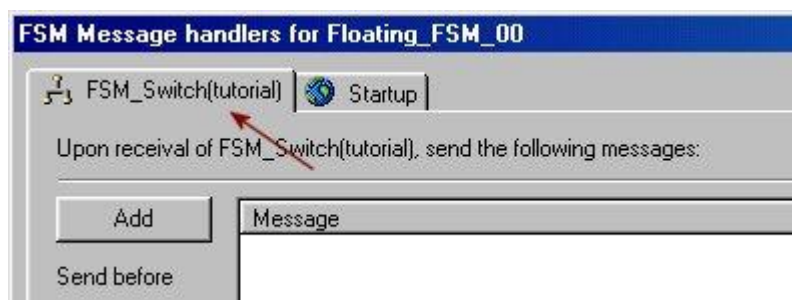 FSM Message handlers for Floating_FSM_00
FSM_Switch(tutorial) Startup
Upon receival of FSM_Switch(tutorial), send the following messages:
Add Message
Send before